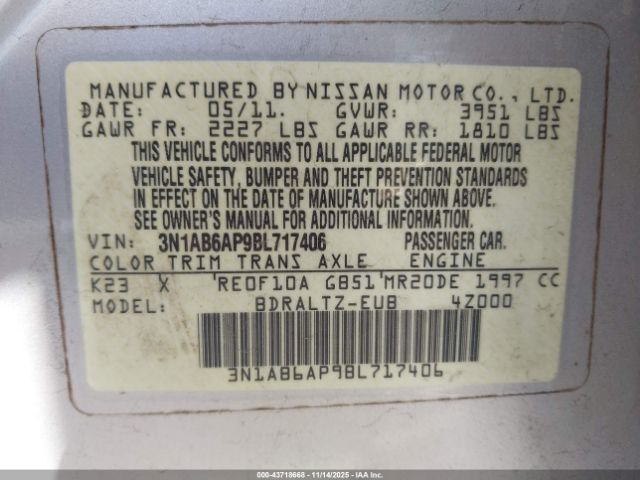 MANUFACTURED BY NISSAN MOTOR CO., LTD.
DATE: 05/11. GVWR: 3951 LBS
GAWR FR: 2227 LBS GAWR RR: 1810 LBS
THIS VEHICLE CONFORMS TO ALL APPLICABLE FEDERAL MOTOR
VEHICLE SAFETY, BUMPER AND THEFT PREVENTION STANDARDS
IN EFFECT ON THE DATE OF MANUFACTURE SHOWN ABOVE.
SEE OWNER'S MANUAL FOR ADDITIONAL INFORMATION.
VIN: 3N1AB6AP9BL717406 PASSENGER CAR.
COLOR TRIM TRANS AXLE ENGINE
K23 X 'RE0F10A G851'MR20DE 1997 CC
MODEL: BDRALTZ-EUB 4Z000
3N1AB6AP9BL717406
000-43718668 11/14/2025 - COPYRIGHT IAA, LLC